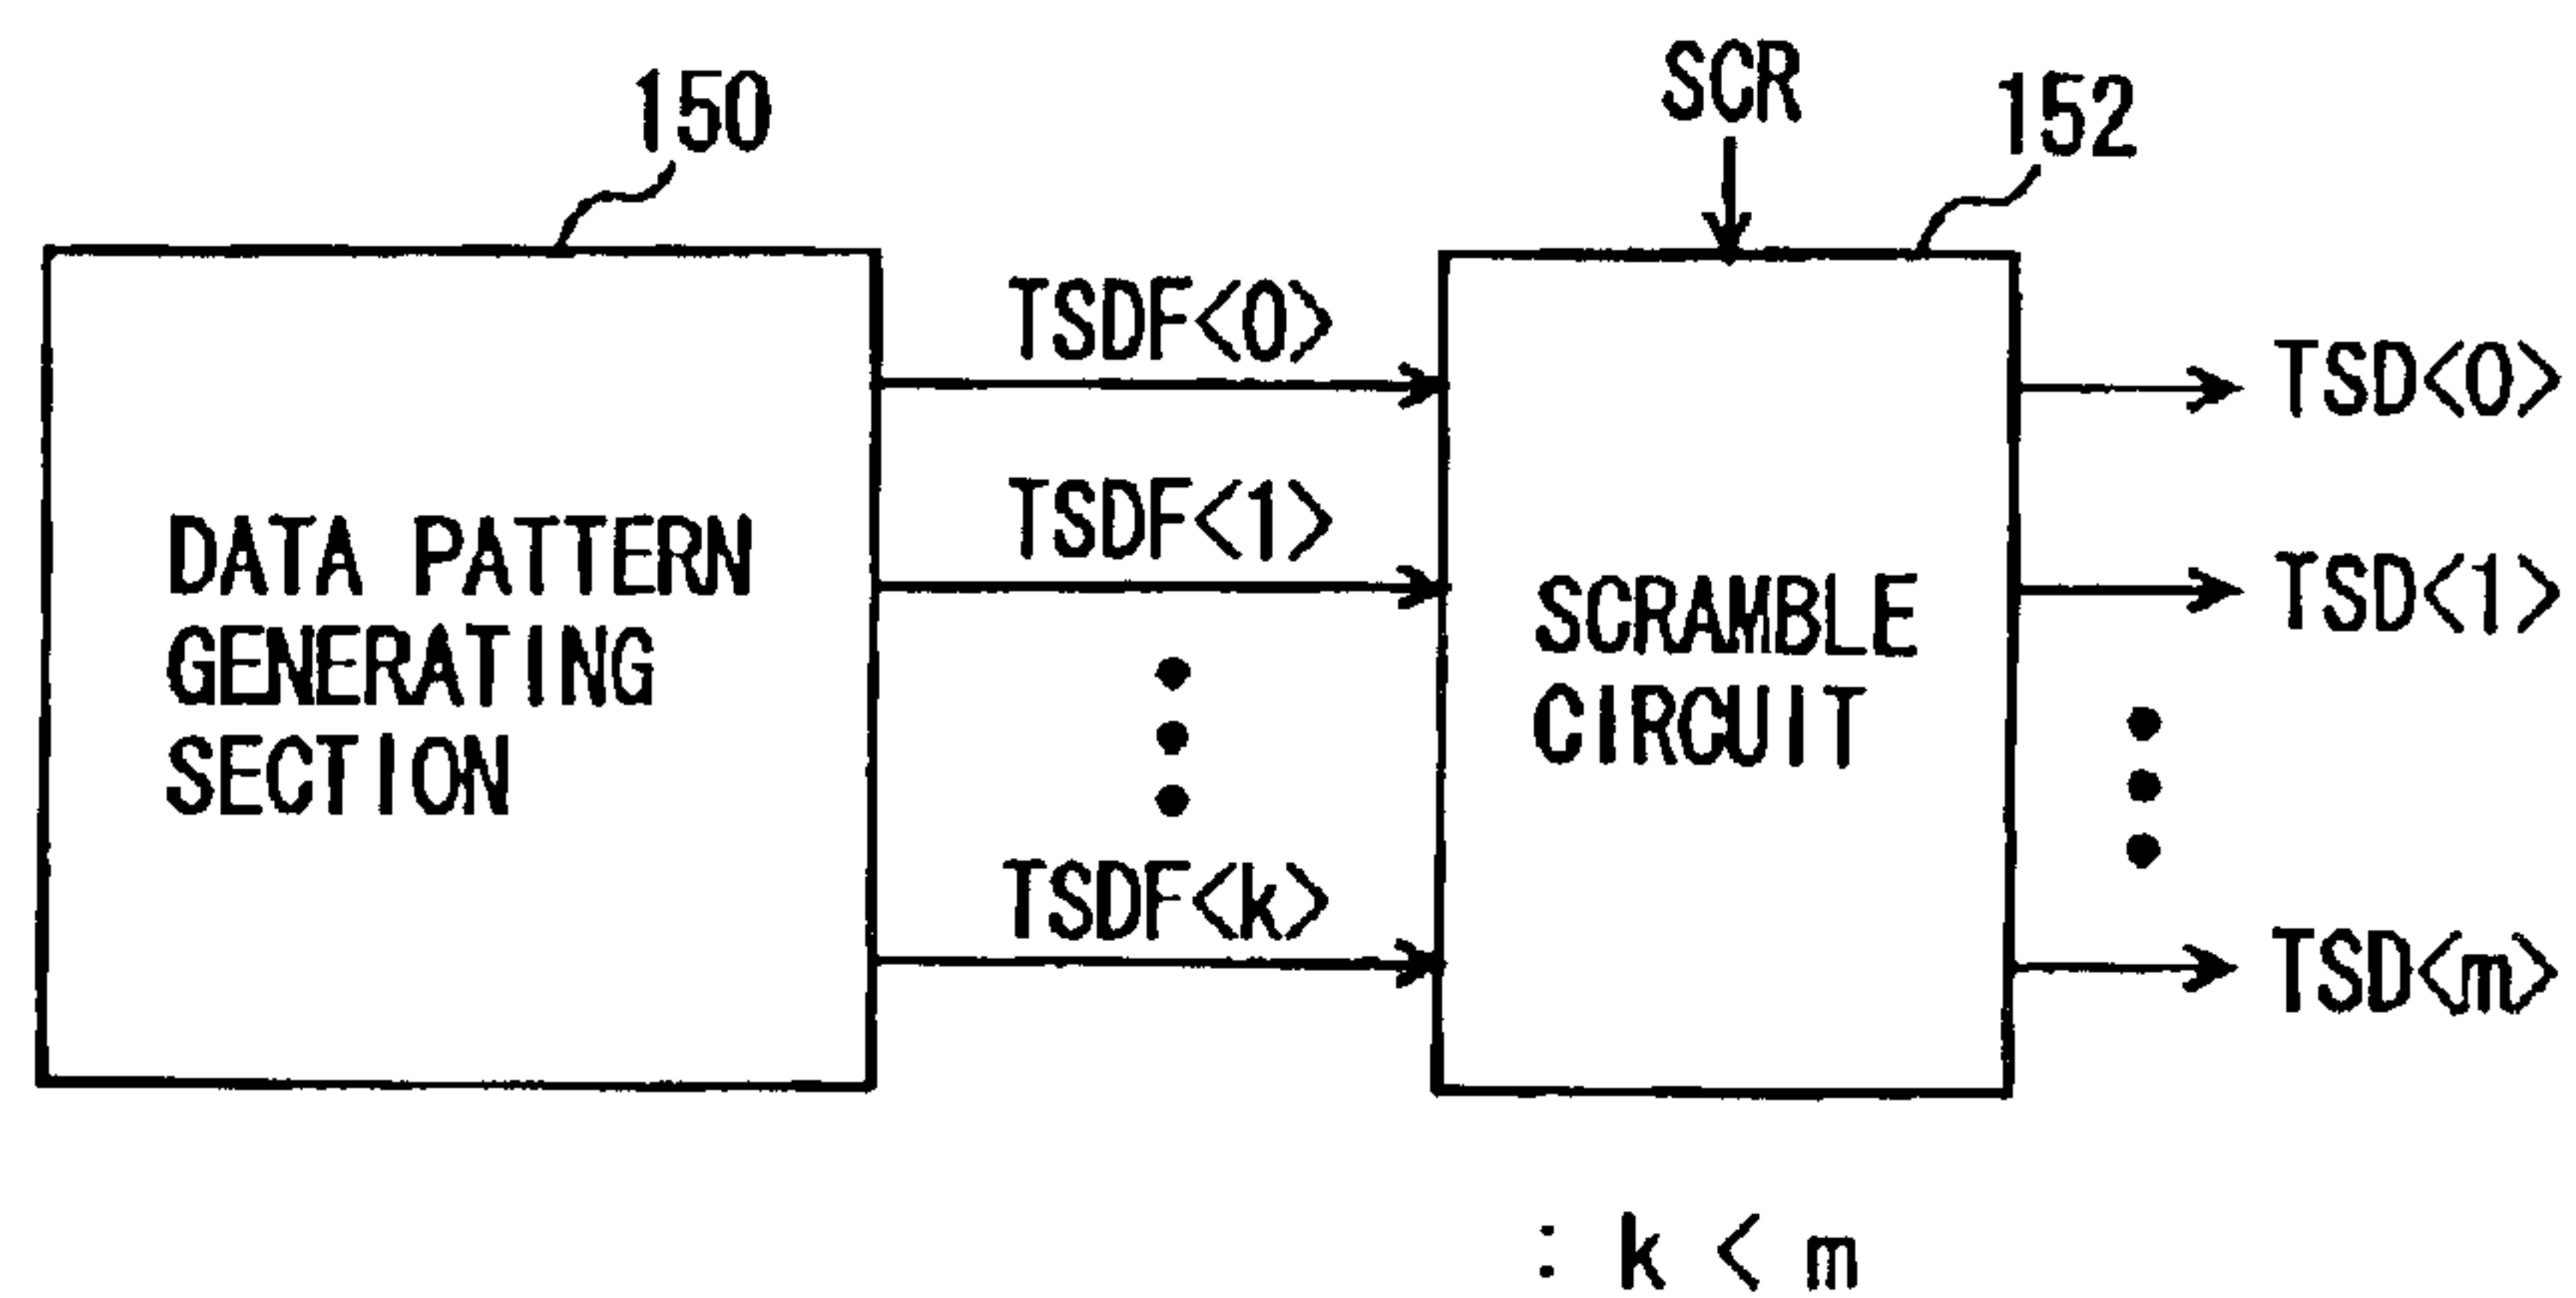 150
SCR
152
TSDF<0>
TSD<0>
TSDF<1>
TSD<1>
DATA PATTERN
GENERATING
SECTION
SCRAMBLE
CIRCUIT
TSDF<k>
TSD<m>
: k < m